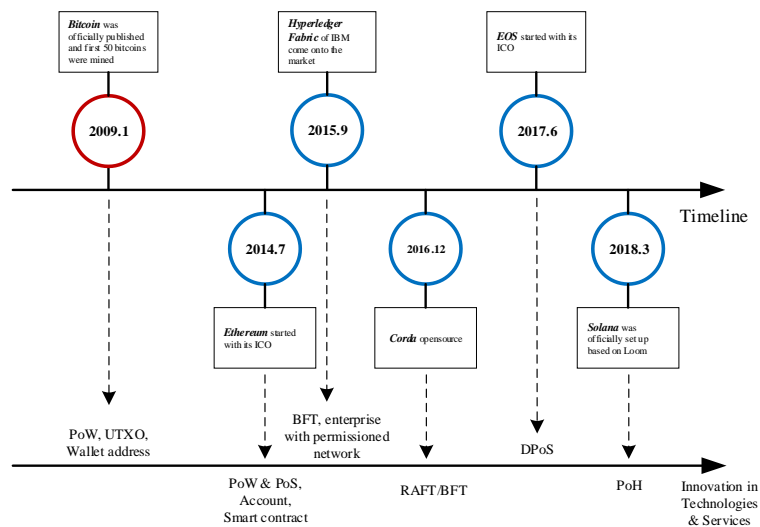 Bitcoin was
officially published
and first 50 bitcoins
were mined
Hyperledger
Fabric of IBM
come onto the
market
EOS started with its
ICO
2009.1
2015.9
2017.6
Timeline
2014.7
2016.12
2018.3
Ethereum started
with its ICO
Corda opensource
Solana was
officially set up
based on Loom
PoW, UTXO,
Wallet address
BFT, enterprise
with permissioned
network
DPoS
PoW & PoS,
Account,
Smart contract
RAFT/BFT
PoH
Innovation in
Technologies
& Services